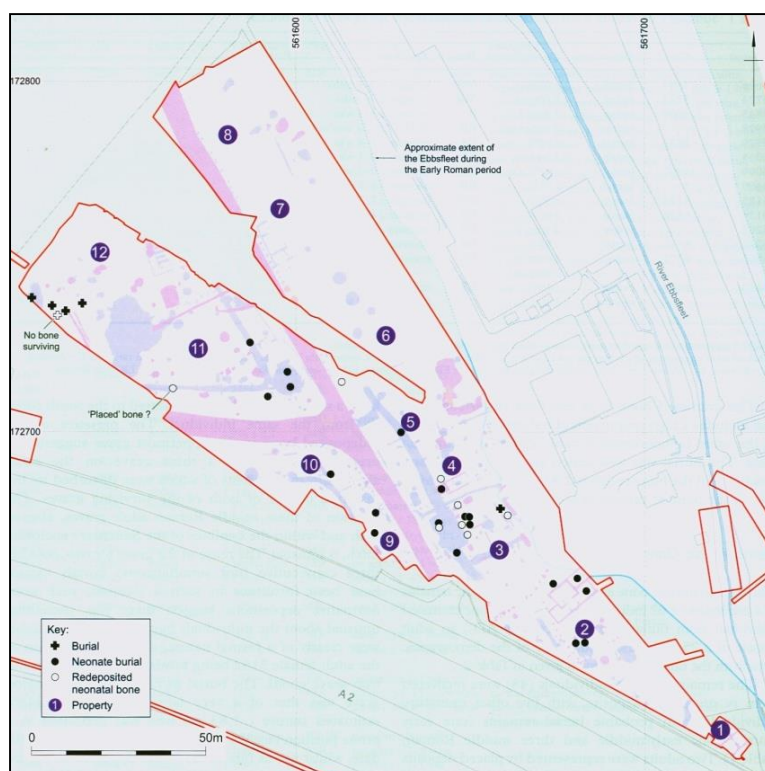 561600
561700
172800
8
Approximate extent of
the Ebbsfleet during
the Early Roman period
7
12
River Ebbsfleet
No bone
surviving
6
11
'Placed' bone ?
172700
5
10
4
9
3
Key:
Burial
Neonate burial
Redeposited
neonatal bone
1 Property
2
A 2
1
0 50m